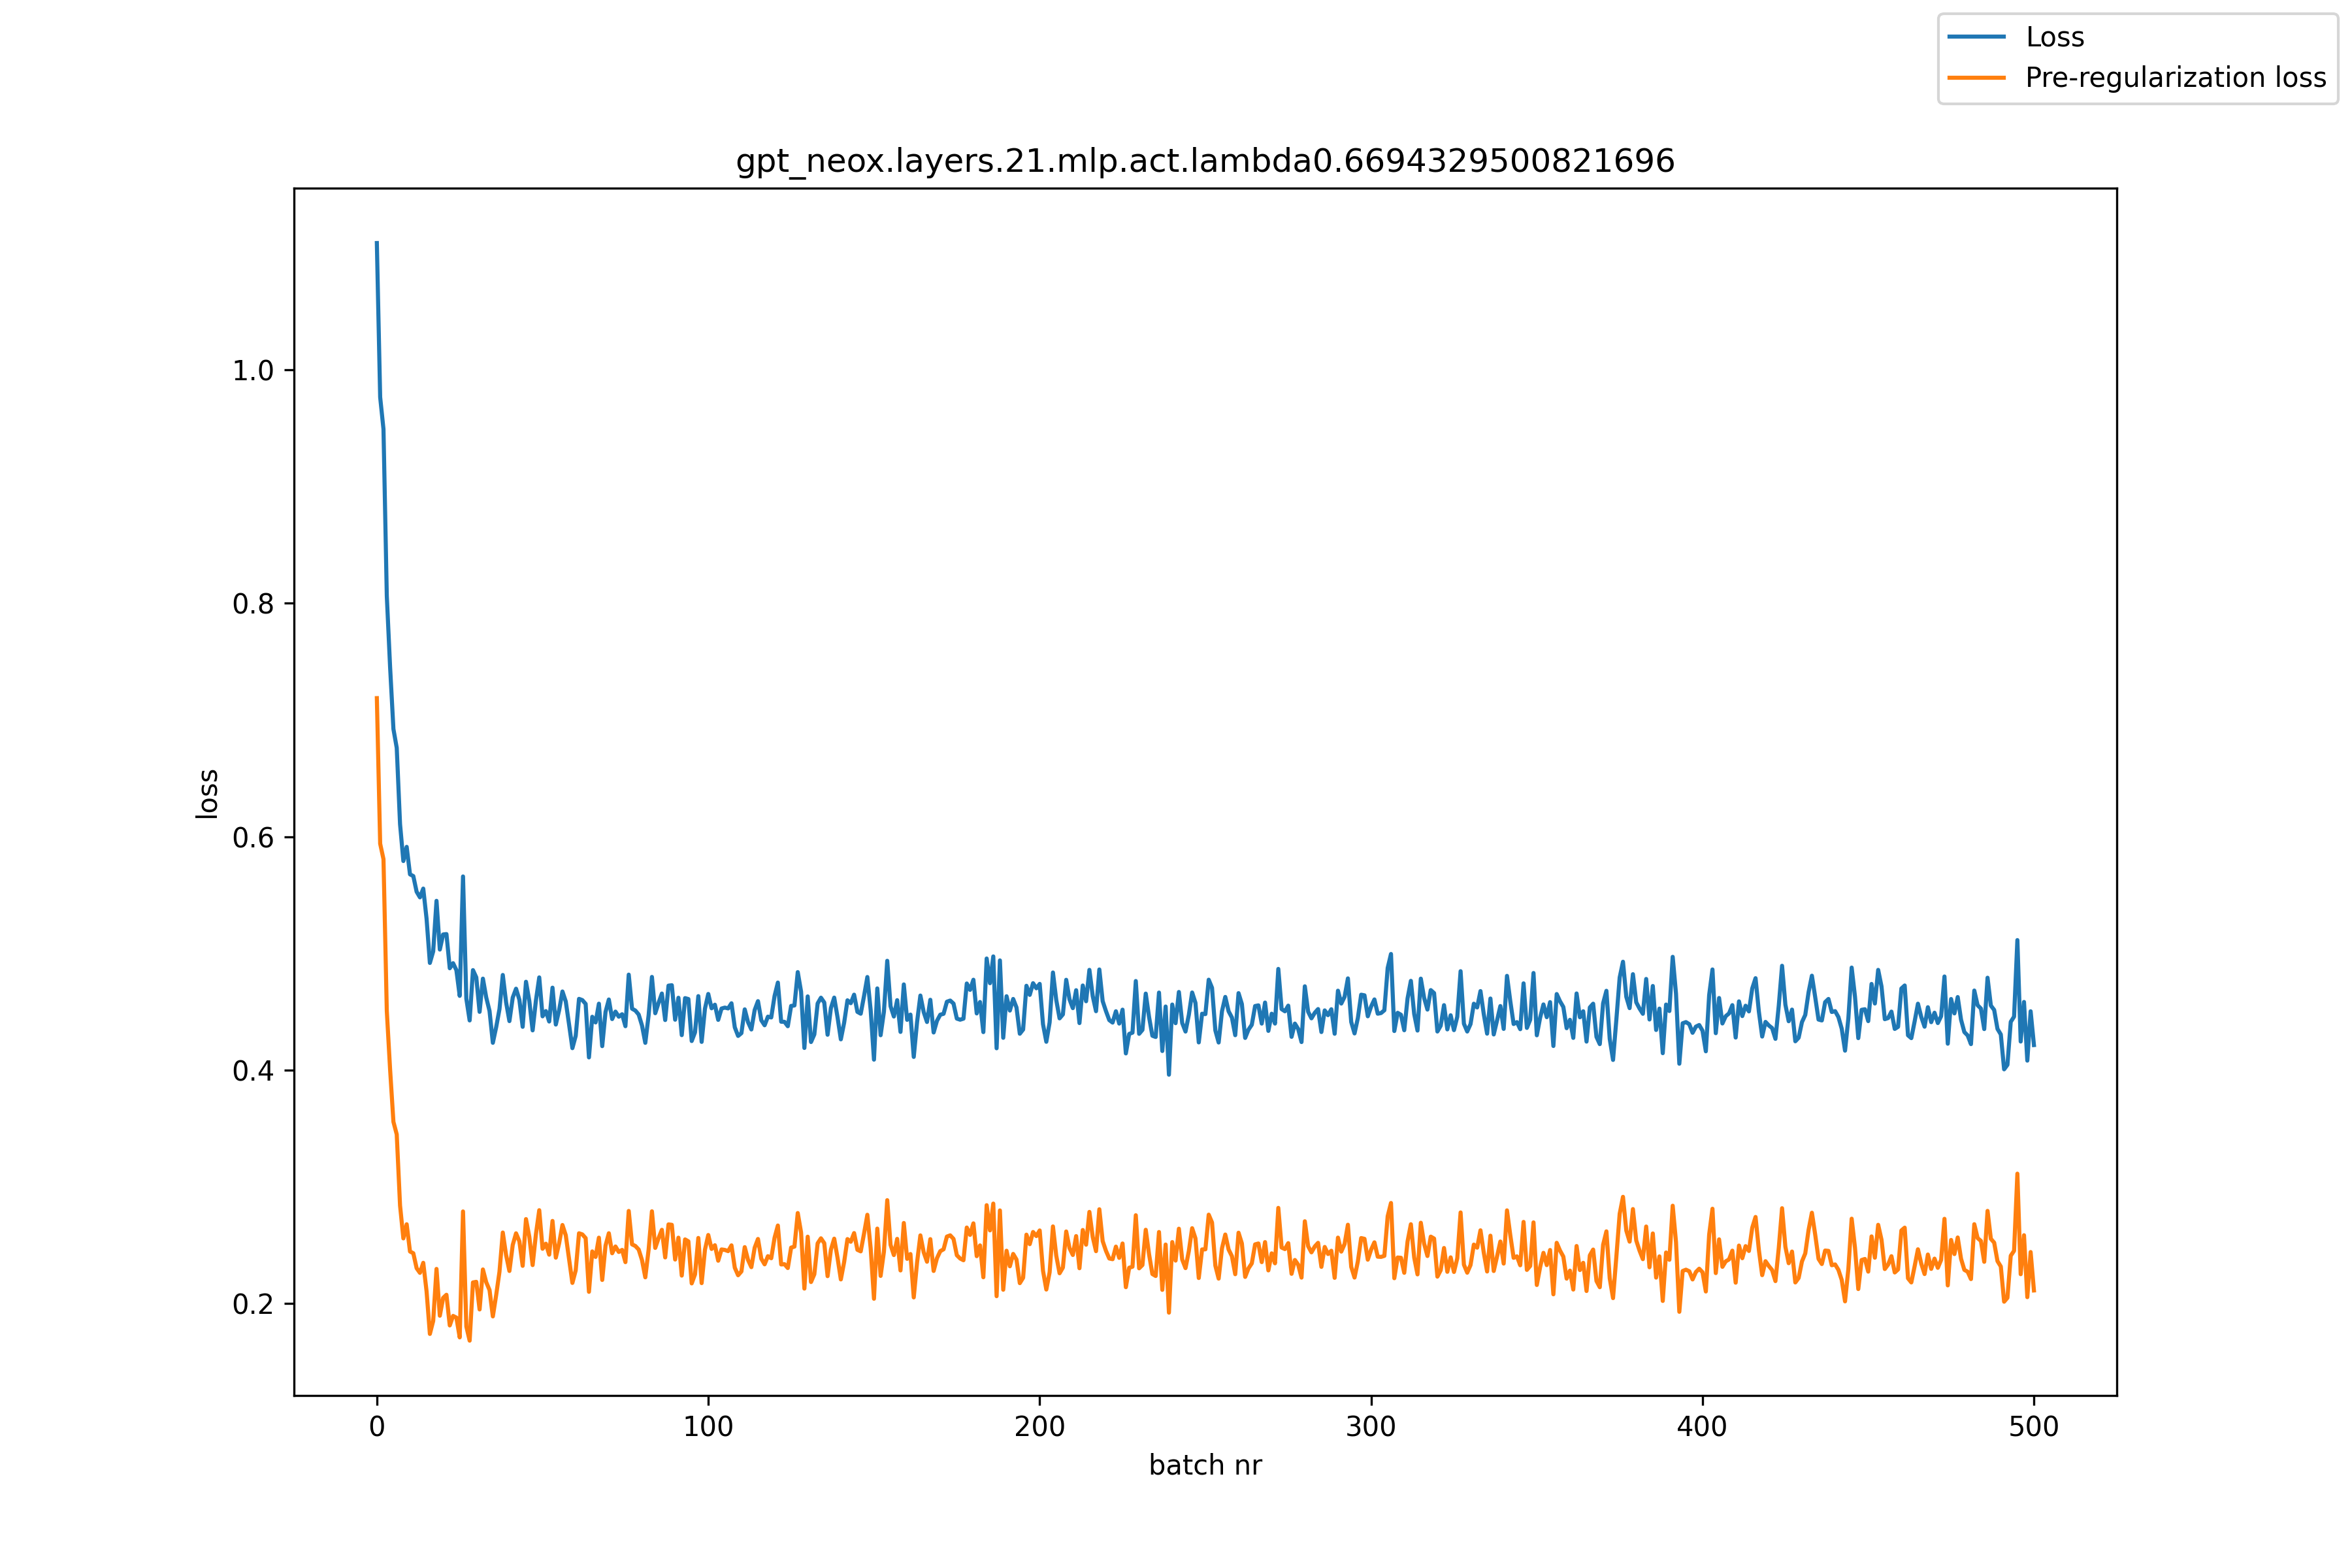 Loss
Pre-regularization loss
gpt_neox.layers.21.mlp.act.lambda0.6694329500821696
1.0
0.8
0.6
0.4
0.2
loss
0 100 200 300 400 500
batch nr